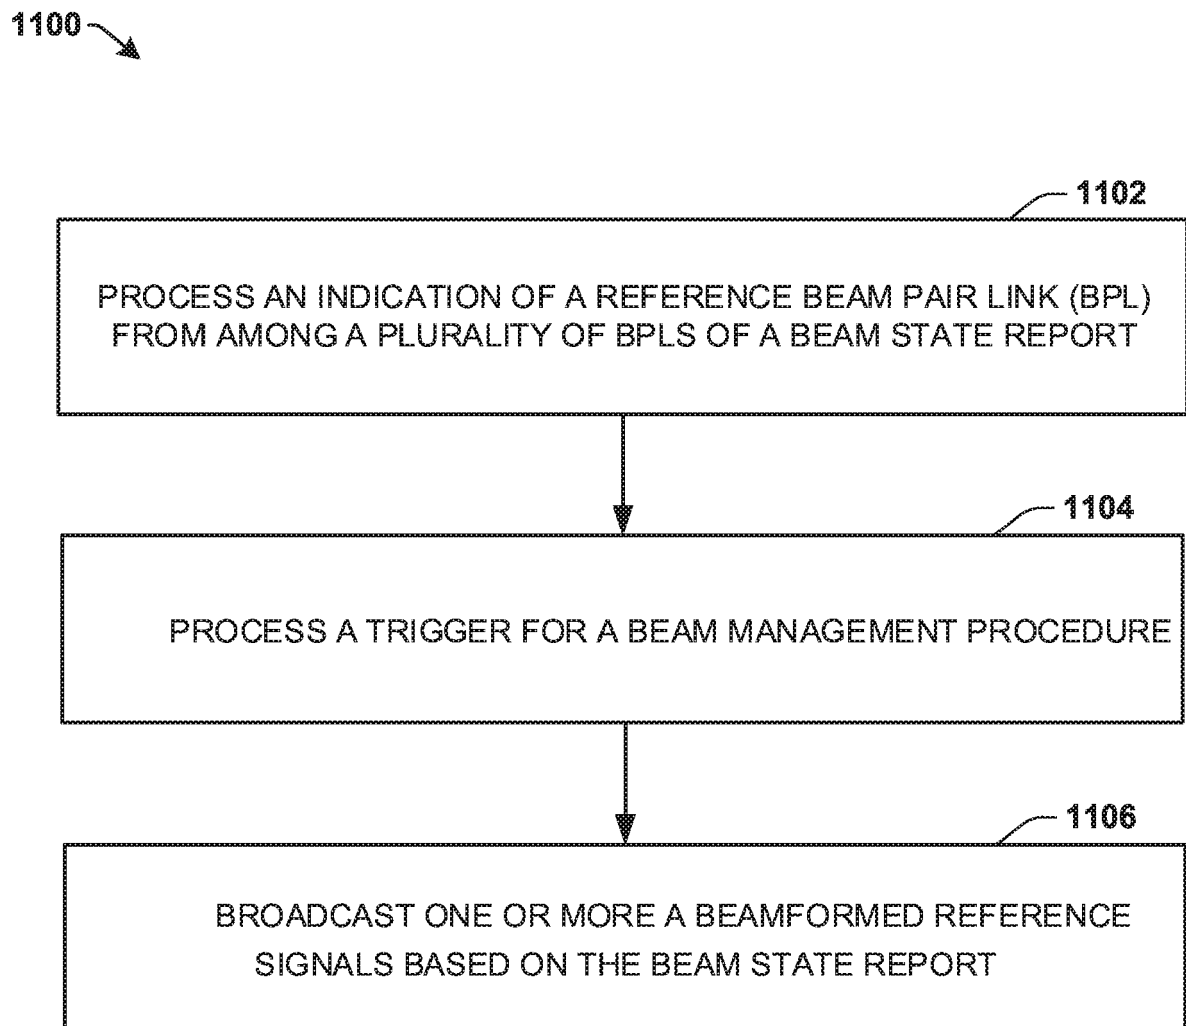 1100
1102
PROCESS AN INDICATION OF A REFERENCE BEAM PAIR LINK (BPL)
FROM AMONG A PLURALITY OF BPLS OF A BEAM STATE REPORT
1104
PROCESS A TRIGGER FOR A BEAM MANAGEMENT PROCEDURE
1106
BROADCAST ONE OR MORE A BEAMFORMED REFERENCE
SIGNALS BASED ON THE BEAM STATE REPORT